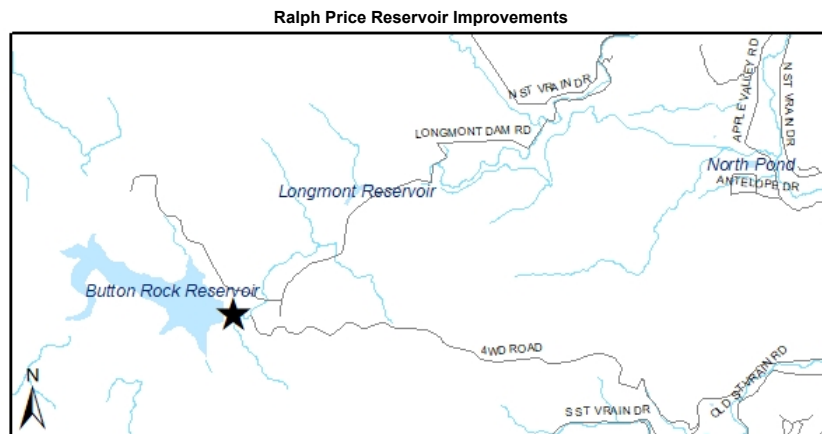 Ralph Price Reservoir Improvements
N ST VRAIN DR
APPLE VALLEY RD
N ST VRAIN DR
LONGMONT DAM RD
North Pond
ANTELOPE DR
Longmont Reservoir
Button Rock Reservoir
4WD ROAD
OLD ST VRAIN RD
S ST VRAIN DR
N